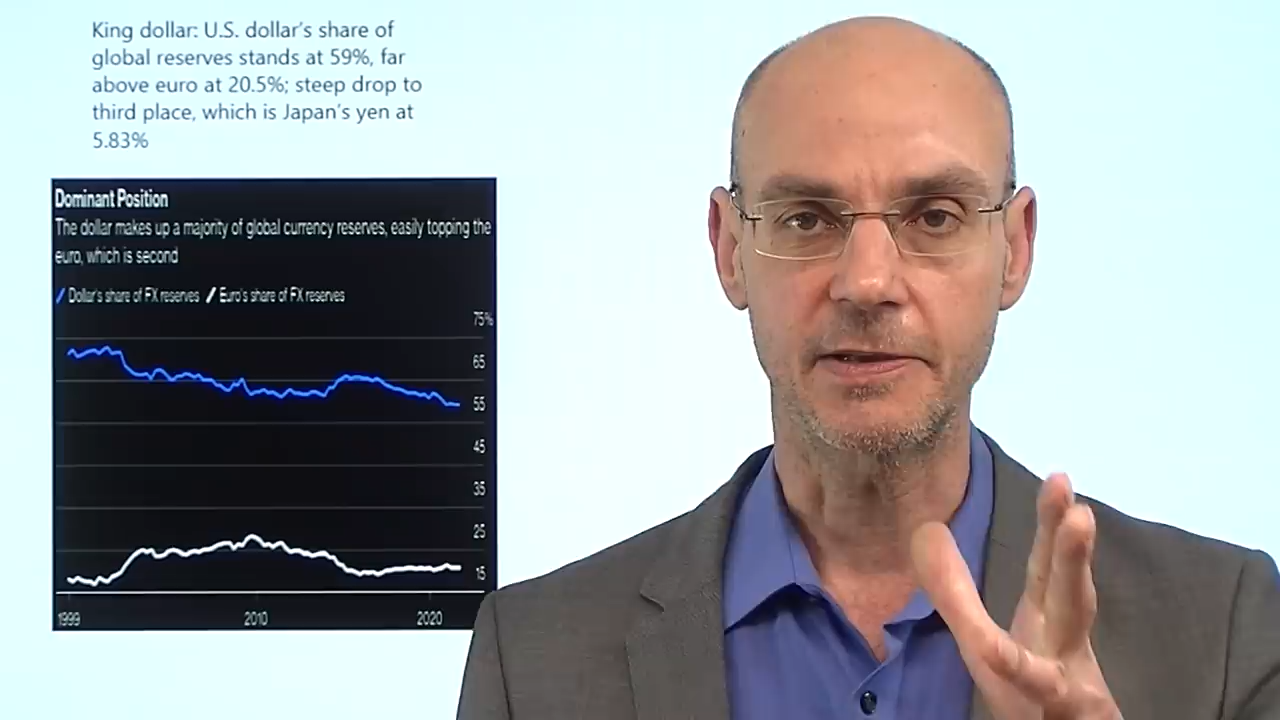 King dollar: U.S. dollar's share of
global reserves stands at 59%, far
above euro at 20.5%; steep drop to
third place, which is Japan's yen at
5.83%
Dominant Position
The dollar makes up a majority of global currency reserves, easily topping the
euro, which is second
Dollar's share of FX reserves Euro's share of FX reserves
75%
65
55
45
35
25
15
1999 2010 2020